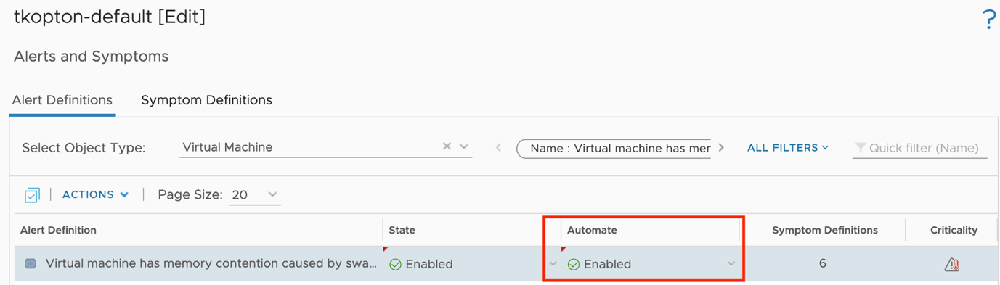 tkopton-default [Edit]
?
Alerts and Symptoms
Alert Definitions Symptom Definitions
Select Object Type: Virtual Machine Name : Virtual machine has mer ALL FILTERS Quick filter (Name)
ACTIONS Page Size: 20
Alert Definition State Automate Symptom Definitions Criticality
Virtual machine has memory contention caused by swa... Enabled Enabled 6